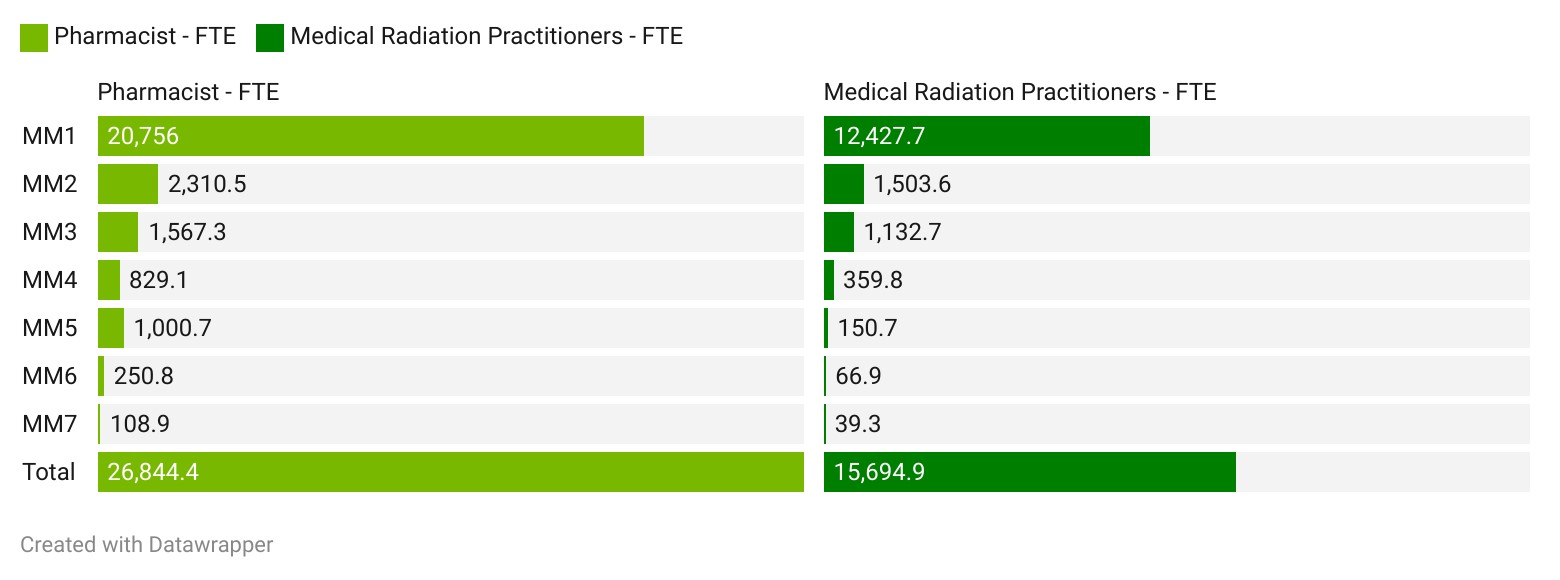 Pharmacist - FTE Medical Radiation Practitioners - FTE
Pharmacist - FTE Medical Radiation Practitioners - FTE
MM1 20,756 12,427.7
MM2 2,310.5 1,503.6
MM3 1,567.3 1,132.7
MM4 829.1 359.8
MM5 1,000.7 150.7
MM6 250.8 66.9
MM7 108.9 39.3
Total 26,844.4 15,694.9
Created with Datawrapper